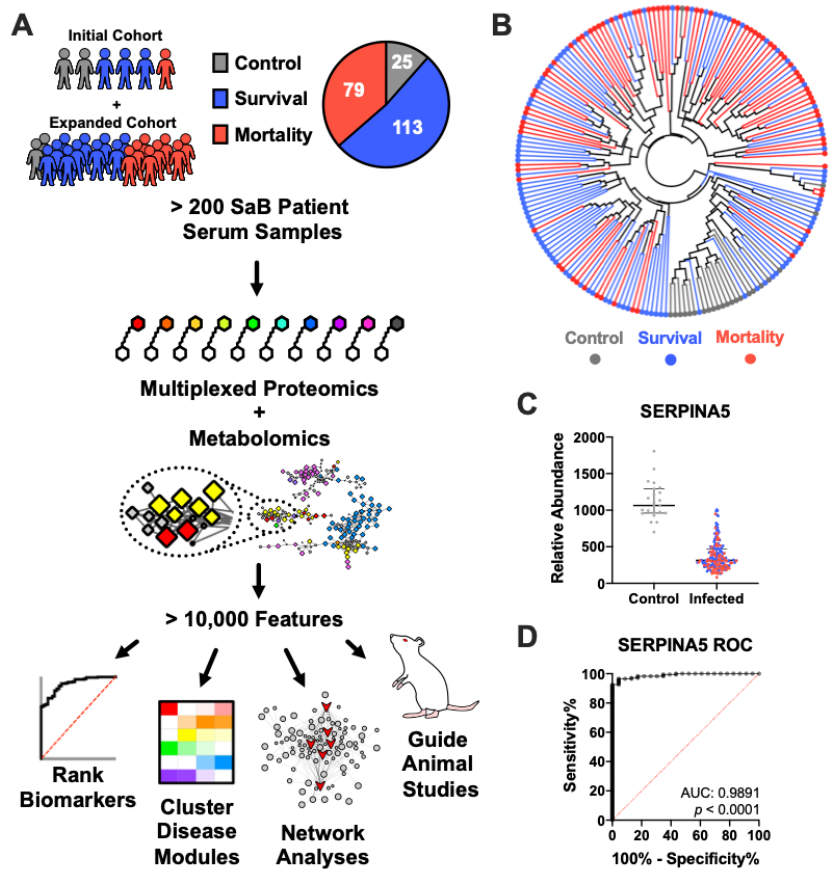 A
Initial Cohort
+
Expanded Cohort
Control
Survival
Mortality
25
79
113
> 200 SaB Patient
Serum Samples
Multiplexed Proteomics
+
Metabolomics
> 10,000 Features
Rank
Biomarkers
Cluster
Disease
Modules
Network
Analyses
Guide
Animal
Studies
B
Control
Survival
Mortality
C
SERPINA5
Relative Abundance
2000
1500
1000
500
0
Control
Infected
D
SERPINA5 ROC
Sensitivity%
100
80
60
40
20
0
AUC: 0.9891
p < 0.0001
0 20 40 60 80 100
100% - Specificity%